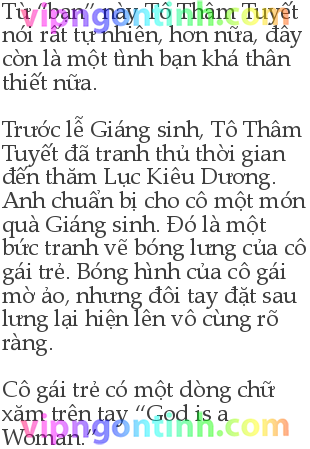 Từ “bạn” này Tô Thâm Tuyết
vipngontinh.com
nói rất tự nhiên, hơn nữa, đây
còn là một tình bạn khá thân
thiết nữa.
Trước lễ Giáng sinh, Tô Thâm
Tuyết đã tranh thủ thời gian
đến thăm Lục Kiêu Dương.
Anh chuẩn bị cho cô một món
quà Giáng sinh. Đó là một
bức tranh vẽ bóng lưng của cô
gái trẻ. Bóng hình của cô gái
mờ ảo, nhưng đôi tay đặt sau
lưng lại hiện lên vô cùng rõ
ràng.
Cô gái trẻ có một dòng chữ
xăm trên tay “God is a
vipngontinh.com
Woman.”